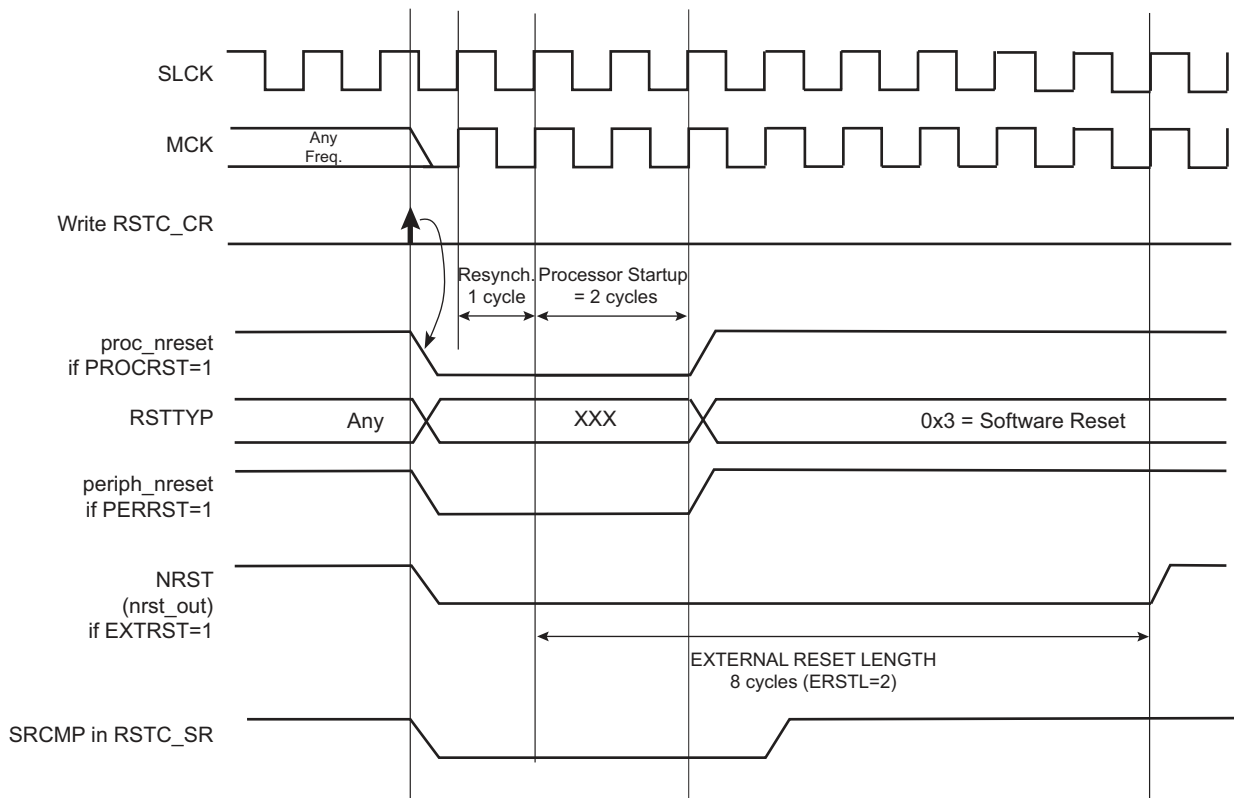 SLCK
MCK
Any
Freq.
Write RSTC_CR
Resynch.
1 cycle
Processor Startup
= 2 cycles
proc_nreset
if PROCRST=1
RSTTYP
Any
XXX
0x3 = Software Reset
periph_nreset
if PERRST=1
NRST
(nrst_out)
if EXTRST=1
EXTERNAL RESET LENGTH
8 cycles (ERSTL=2)
SRCMP in RSTC_SR